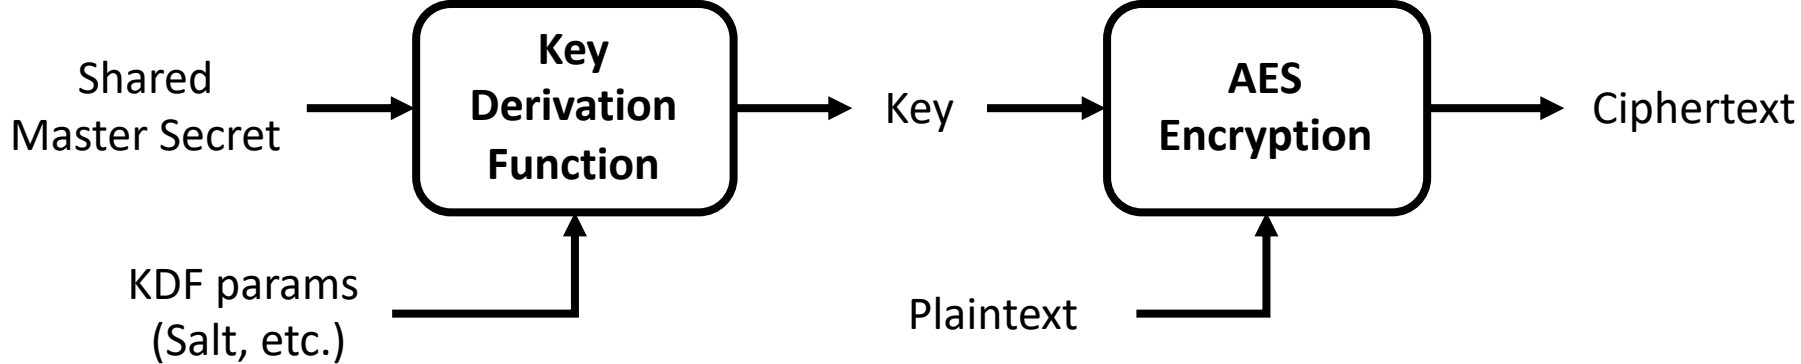 Shared
Master Secret
Key
Derivation
Function
Key
AES
Encryption
Ciphertext
KDF params
(Salt, etc.)
Plaintext